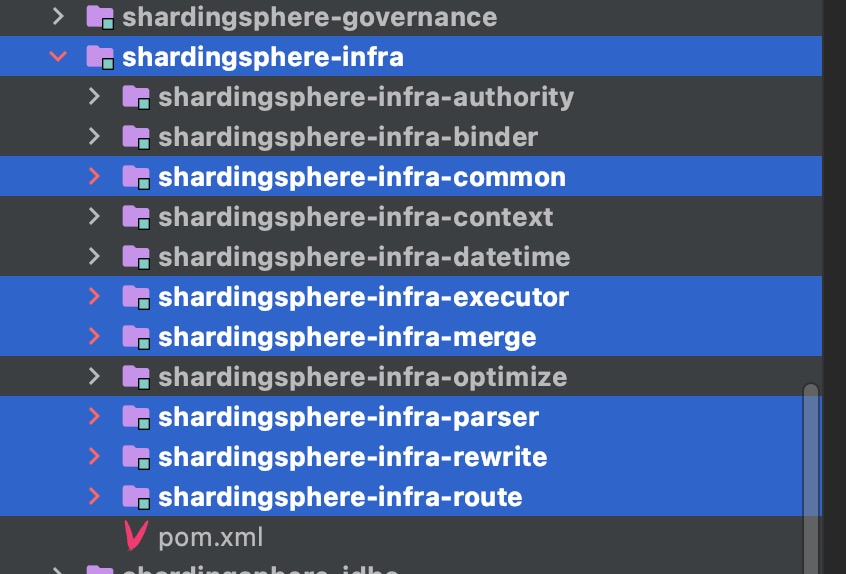 shardingsphere-governance
shardingsphere-infra
shardingsphere-infra-authority
shardingsphere-infra-binder
shardingsphere-infra-common
shardingsphere-infra-context
shardingsphere-infra-datetime
shardingsphere-infra-executor
shardingsphere-infra-merge
shardingsphere-infra-optimize
shardingsphere-infra-parser
shardingsphere-infra-rewrite
shardingsphere-infra-route
pom.xml
shardingsphere-jdbc